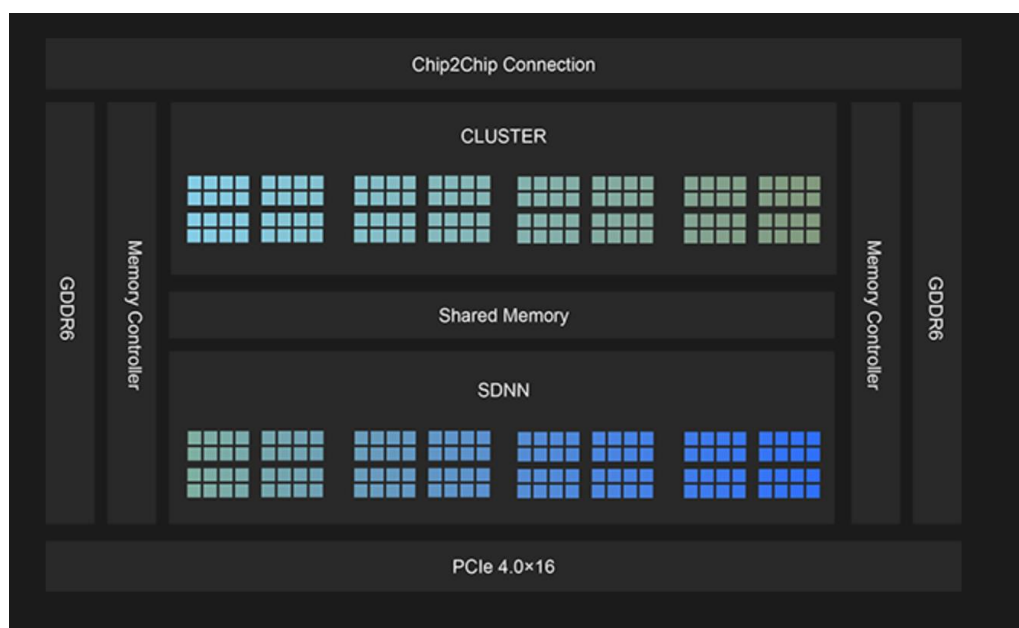 Chip2Chip Connection
GDDR6
Memory Controller
CLUSTER
Shared Memory
SDNN
Memory Controller
GDDR6
PCIe 4.0×16